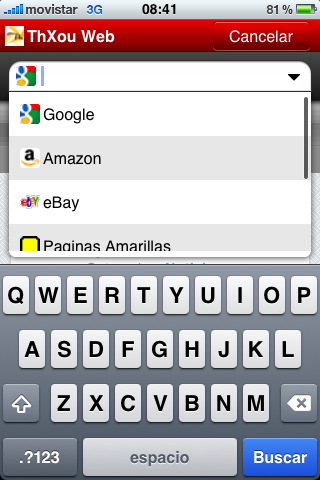 movistar 3G 08:41 81 %
ThXou Web Cancelar
Google
Amazon
eBay
Paginas Amarillas
Q W E R T Y U I O P
A S D F G H J K L
Z X C V B N M
.?123 espacio Buscar